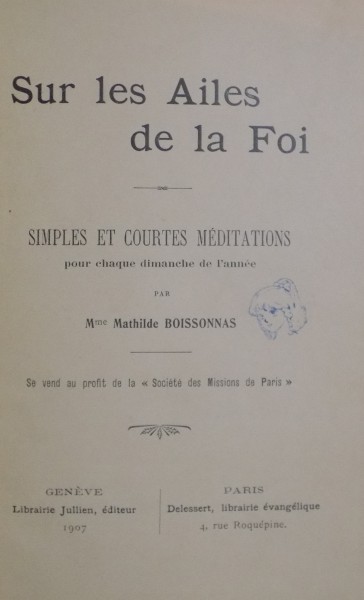 Sur les Ailes
de la Foi
SIMPLES ET COURTES MÉDITATIONS
pour chaque dimanche de l'année
PAR
Mme Mathilde BOISSONNAS
Se vend au profit de la « Société des Missions de Paris »
GENÈVE
Librairie Jullien, éditeur
1907
PARIS
Delessert, librairie évangélique
4, rue Roquépine.